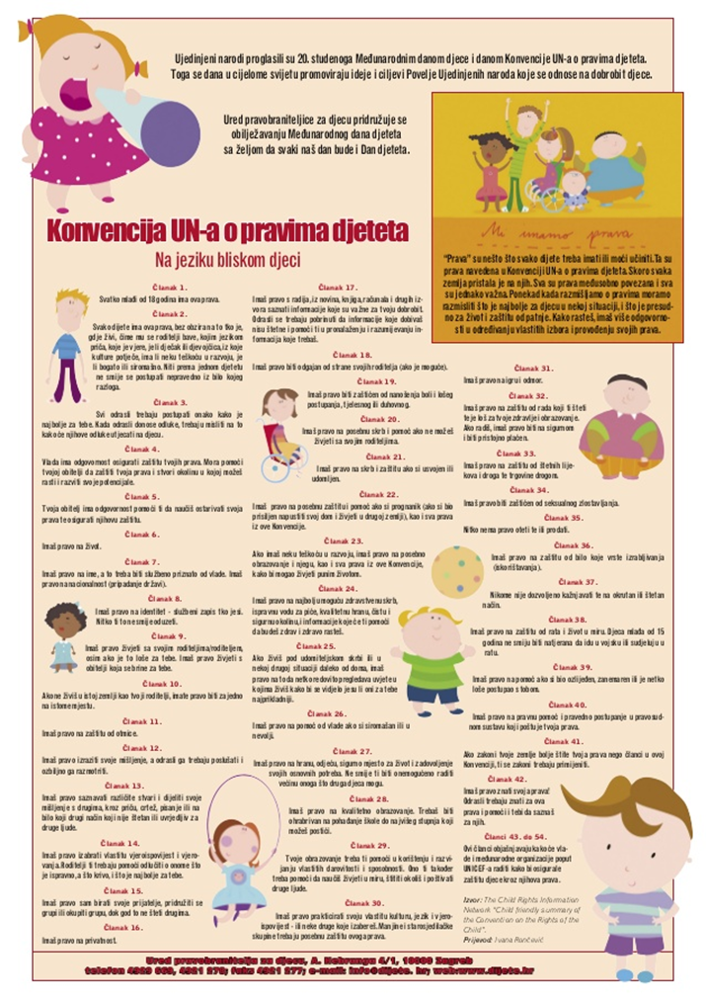 Ujedinjeni narodi proglasili su 20. studenoga Međunarodnim danom djece i danom Konvencije UN-a o pravima djeteta.
Toga se dana u cijelome svijetu promoviraju ideje i ciljevi Povelje Ujedinjenih naroda koje se odnose na dobrobit djece.
Ured pravobraniteljice za djecu pridružuje se
obilježavanju Međunarodnog dana djeteta
sa željom da svaki naš dan bude i Dan djeteta.
Mi imamo prava
"Prava" su nešto što svako dijete treba imati ili moći učiniti. Ta su
prava navedena u Konvenciji UN-a o pravima djeteta. Skoro svaka
zemlja pristala je na njih. Sva su prava međusobno povezana i sva
su jednako važna. Ponekad kada razmišljamo o pravima moramo
razmisliti što je najbolje za djecu u nekoj situaciji, i što je presud-
no za život i zaštitu od patnje. Kako rasteš, imaš više odgovorno-
sti u određivanju vlastitih izbora i provođenju svojih prava.
Konvencija UN-a o pravima djeteta
Na jeziku bliskom djeci
Članak 1.
Svatko mlađi od 18 godina ima ova prava.
Članak 2.
Svako dijete ima ova prava, bez obzira na to tko je,
gdje živi, čime mu se roditelji bave, kojim jezikom
priča, koje je vjere, je li dječak ili djevojčica, iz koje
kulture potječe, ima li neku teškoću u razvoju, je
li bogato ili siromašno. Niti prema jednom djetetu
ne smije se postupati nepravedno iz bilo kojeg
razloga.
Članak 3.
Svi odrasli trebaju postupati onako kako je
najbolje za tebe. Kada odrasli donose odluke, trebaju misliti na to
kako će njihove odluke utjecati na djecu.
Članak 4.
Vlada ima odgovornost osigurati zaštitu tvojih prava. Mora pomoći
tvojoj obitelji da zaštiti tvoja prava i stvori okolinu u kojoj možeš
rasti i razviti svoje potencijale.
Članak 5.
Tvoja obitelj ima odgovornost pomoći ti da naučiš ostarivati svoja
prava te osigurati njihovu zaštitu.
Članak 6.
Imaš pravo na život.
Članak 7.
Imaš pravo na ime, a to treba biti službeno priznato od vlade. Imaš
pravo na nacionalnost (pripadanje državi).
Članak 8.
Imaš pravo na identitet - službeni zapis tko je si.
Nitko ti to ne smije oduzeti.
Članak 9.
Imaš pravo živjeti sa svojim roditeljima/roditeljem,
osim ako je to loše za tebe. Imaš pravo živjeti s
obitelji koja se brine za tebe.
Članak 10.
Ako ne živiš u istoj zemlji kao tvoji roditelji, imate pravo biti zajedno
na istome mjestu.
Članak 11.
Imaš pravo na zaštitu od otmice.
Članak 12.
Imaš pravo izraziti svoje mišljenje, a odrasli ga trebaju poslušati i
ozbiljno ga razmotriti.
Članak 13.
Imaš pravo saznavati različite stvari i dijeliti svoje
mišljenje s drugima, kroz priču, crtež, pisanje ili na
bilo koji drugi način koji nije štetan ili uvrjedljiv za
druge ljude.
Članak 14.
Imaš pravo izabrati vlastitu vjeroispovijest i vjero-
vanja. Roditelji ti trebaju pomoći odlučiti o onome što
je ispravno, a što krivo, i što je najbolje za tebe.
Članak 15.
Imaš pravo sam birati svoje prijatelje, pridružiti se
grupi ili okupiti grupu, dok god to ne šteti drugima.
Članak 16.
Imaš pravo na privatnost.
Članak 17.
Imaš pravo s radija, iz novina, knjiga, računala i drugih iz-
vora saznati informacije koje su važne za tvoju dobrobit.
Odrasli se trebaju pobrinuti da informacije koje dobivaš
nisu štetne i pomoći ti u pronalaženju i razumijevanju in-
formacija koje trebaš.
Članak 18.
Imaš pravo biti odgajan od strane svojih roditelja (ako je moguće).
Članak 19.
Imaš pravo biti zaštićen od nanošenja boli i lošeg
postupanja, tjelesnog ili duhovnog.
Članak 20.
Imaš pravo na posebnu skrb i pomoć ako ne možeš
živjeti sa svojim roditeljima.
Članak 21.
Imaš pravo na skrb i zaštitu ako si usvojen ili
udomljen.
Članak 22.
Imaš pravo na posebnu zaštitu i pomoć ako si prognanik (ako si bio
prisiljen napustiti svoj dom i živjeti u drugoj zemlji), kao i sva prava
iz ove Konvencije.
Članak 23.
Ako imaš neku teškoću u razvoju, imaš pravo na posebno
obrazovanje i njegu, kao i sva prava iz ove Konvencije,
kako bi mogao živjeti punim životom.
Članak 24.
Imaš pravo na najbolju moguću zdravstvenu skrb,
ispravnu vodu za piće, kvalitetnu hranu, čistu i
sigurnu okolinu, i informacije koje će ti pomoći
da budeš zdrav i zdravo rasteš.
Članak 25.
Ako živiš pod udomiteljskom skrbi ili u
nekoj drugoj situaciji daleko od doma, imaš
pravo na to da netko redovito pregledava uvjete u
kojima živiš kako bi se vidjelo jesu li oni za tebe
najprikladniji.
Članak 26.
Imaš pravo na pomoć od vlade ako si siromašan ili u
nevolji.
Članak 27.
Imaš pravo na hranu, odjeću, sigurno mjesto za život i zadovoljenje
svojih osnovnih potreba. Ne smije ti biti onemogućeno raditi
većinu onoga što druga djeca mogu.
Članak 28.
Imaš pravo na kvalitetno obrazovanje. Trebaš biti
ohrabrivan na pohađanje škole do najvišeg stupnja koji
možeš postići.
Članak 29.
Tvoje obrazovanje treba ti pomoći u korištenju i razvi-
janju vlastitih darovitosti i sposobnosti. Ono ti također
treba pomoći da naučiš živjeti u miru, štititi okoliš i poštivati
druge ljude.
Članak 30.
Imaš pravo prakticirati svoju vlastitu kulturu, jezik i vjero-
ispovijest - ili neke druge koje izabereš. Manjine i starosjedilačke
skupine trebaju posebnu zaštitu ovoga prava.
Članak 31.
Imaš pravo na igru i odmor.
Članak 32.
Imaš pravo na zaštitu od rada koji ti šteti
te je loš za tvoje zdravlje i obrazovanje.
Ako radiš, imaš pravo biti na sigurnom
i biti pristojno plaćen.
Članak 33.
Imaš pravo na zaštitu od štetnih lije-
kova i droga te trgovine drogom.
Članak 34.
Imaš pravo biti zaštićen od seksualnog zlostavljanja.
Članak 35.
Nitko nema pravo oteti te ili prodati.
Članak 36.
Imaš pravo na zaštitu od bilo koje vrste izrabljivanja
(iskorištavanja).
Članak 37.
Nikome nije dozvoljeno kažnjavati te na okrutan ili štetan
način.
Članak 38.
Imaš pravo na zaštitu od rata i život u miru. Djeca mlađa od 15
godina ne smiju biti natjerana da idu u vojsku ili sudjeluju u
ratu.
Članak 39.
Imaš pravo na pomoć ako si bio ozlijeđen, zanemaren ili je netko
loše postupao s tobom.
Članak 40.
Imaš pravo na pravnu pomoć i pravedno postupanje u pravosud-
nom sustavu koji poštuje tvoja prava.
Članak 41.
Ako zakoni tvoje zemlje bolje štite tvoja prava nego članci u ovoj
Konvenciji, ti se zakoni trebaju primijeniti.
Članak 42.
Imaš pravo znati svoja prava!
Odrasli trebaju znati za ova
prava i pomoći i tebi da saznaš
za njih.
Članci 43. do 54.
Ovi članci objašnjavaju kako će vla-
de i međunarodne organizacije poput
UNICEF-a raditi kako bi osigurale
zaštitu djece kroz njihova prava.
Izvor: The Child Rights Information
Network "Child friendly summary of
the Convention on the Rights of the
Child".
Prijevod: Ivana Rončević
Ured pravobranitelja za djecu, A. Hebranga 4/1, 10000 Zagreb
telefon 4929 669, 4921 278; faks 4921 277; e-mail: info@dijete.hr; web:www.dijete.hr